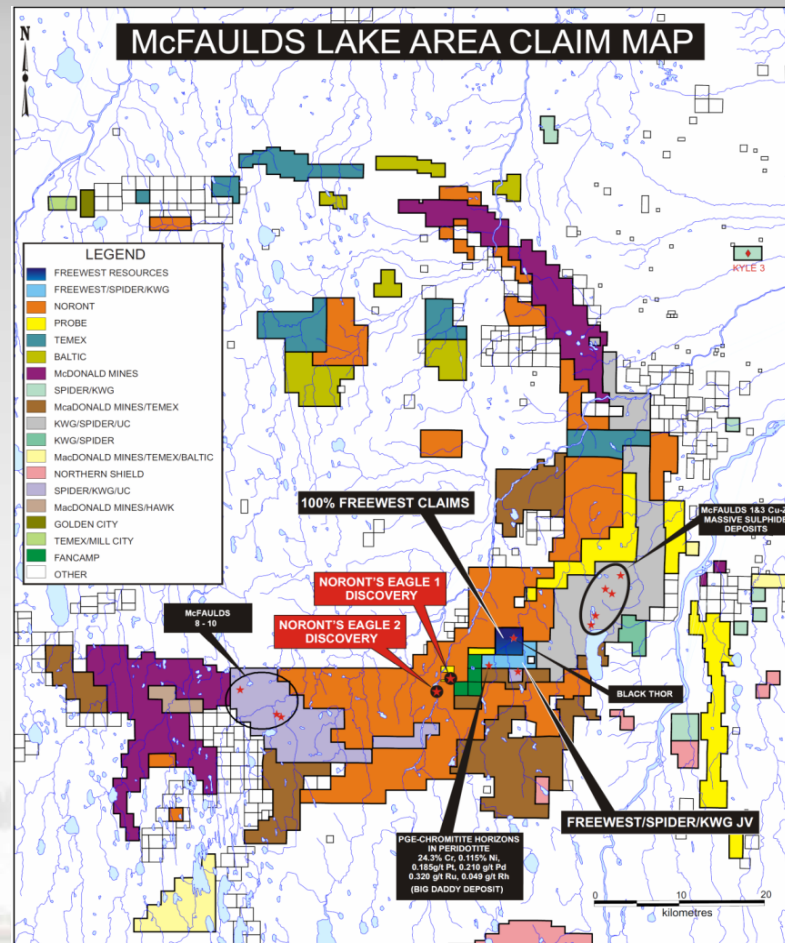 McFAULDS LAKE AREA CLAIM MAP
N
KYLE 3
LEGEND
FREEWEST RESOURCES
FREEWEST/SPIDER/KWG
NORONT
PROBE
TEMEX
BALTIC
McDONALD MINES
SPIDER/KWG
McaDONALD MINES/TEMEX
KWG/SPIDER/UC
KWG/SPIDER
MacDONALD MINES/TEMEX/BALTIC
NORTHERN SHIELD
SPIDER/KWG/UC
MacDONALD MINES/HAWK
GOLDEN CITY
TEMEX/MILL CITY
FANCAMP
OTHER
100% FREEWEST CLAIMS
McFAULDS 1&3 Cu-Z
MASSIVE SULPHIDE
DEPOSITS
NORONT'S EAGLE 1
DISCOVERY
NORONT'S EAGLE 2
DISCOVERY
McFAULDS
8 - 10
BLACK THOR
FREEWEST/SPIDER/KWG JV
PGE-CHROMITITE HORIZONS
IN PERIDOTITE
24.3% Cr, 0.115% Ni,
0.185g/t Pt, 0.210 g/t Pd
0.320 g/t Ru, 0.049 g/t Rh
(BIG DADDY DEPOSIT)
0 10 20
kilometres